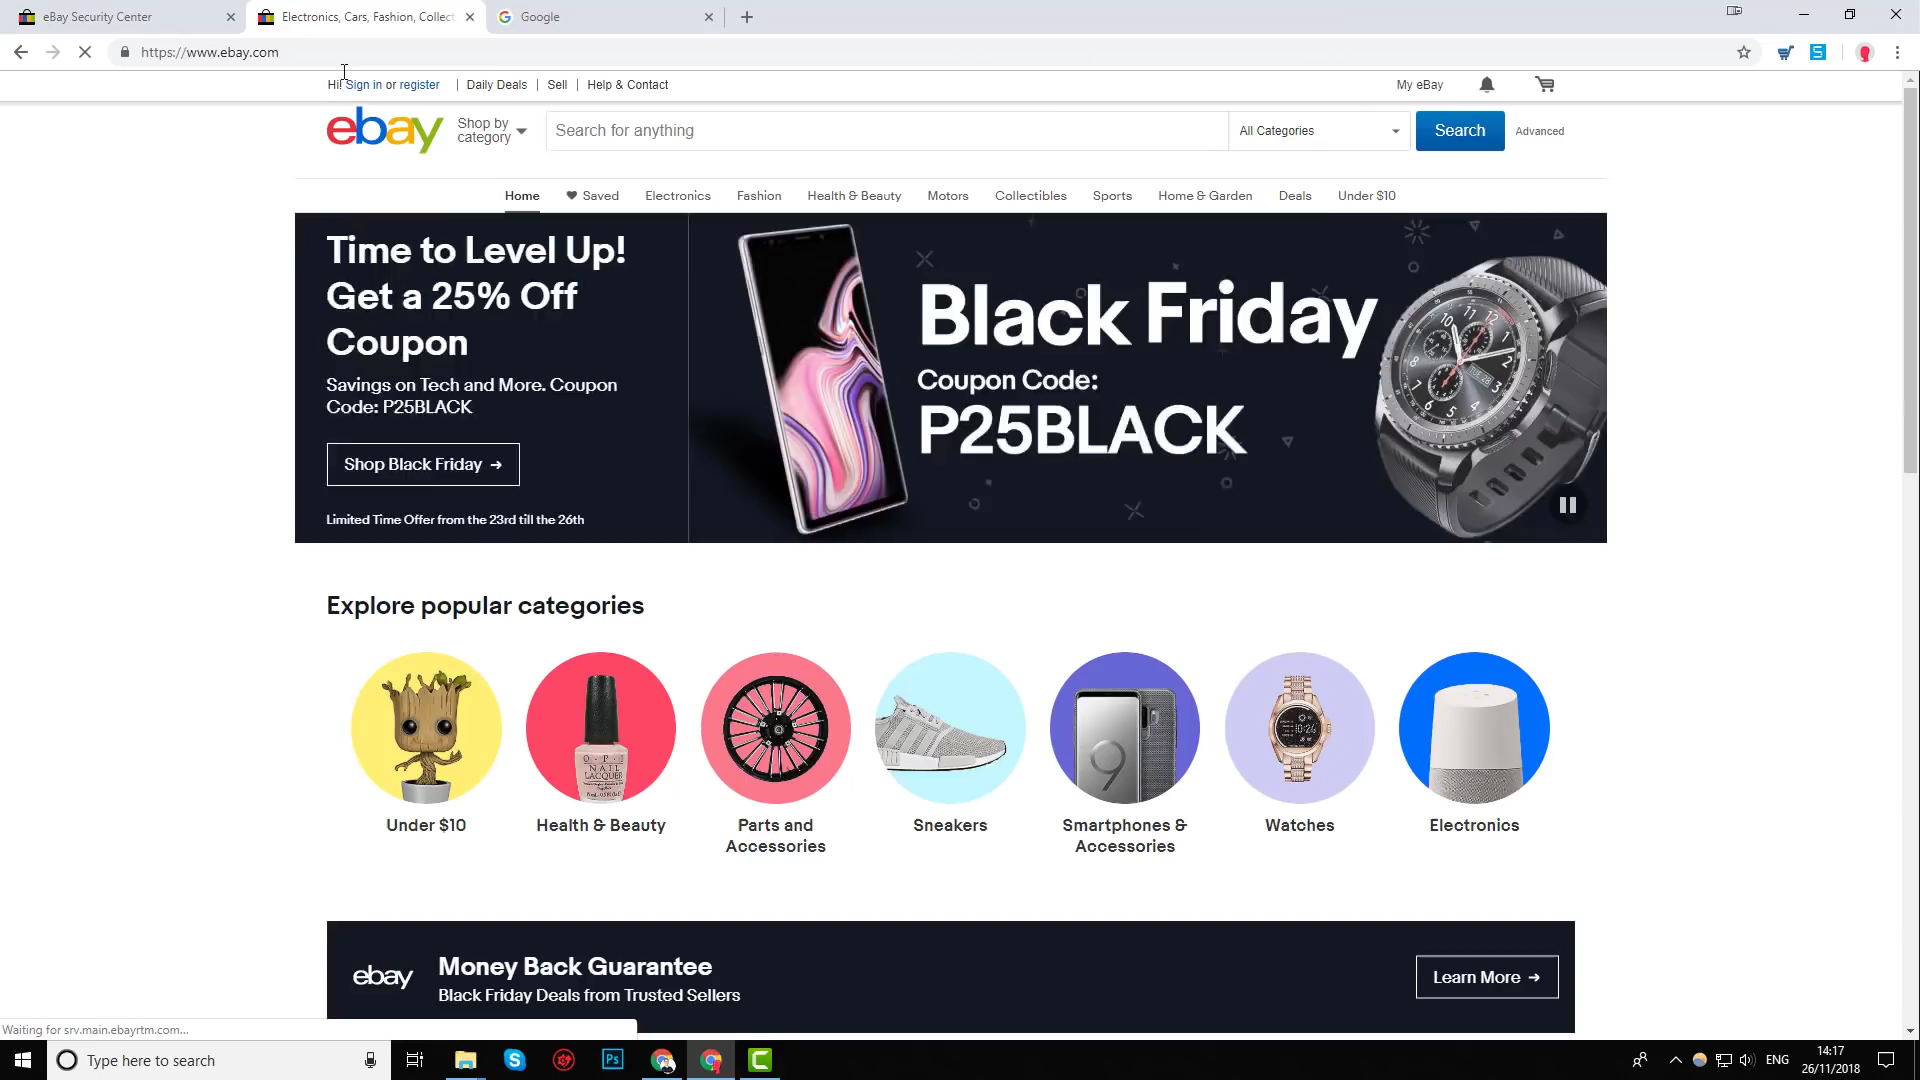 eBay Security Center
Electronics, Cars, Fashion, Collect
Google
https://www.ebay.com
Hi! Sign in or register
Daily Deals
Sell
Help & Contact
My eBay
ebay
Shop by
category
Search for anything
All Categories
Search
Advanced
Home
Saved
Electronics
Fashion
Health & Beauty
Motors
Collectibles
Sports
Home & Garden
Deals
Under $10
Time to Level Up!
Get a 25% Off
Coupon
Savings on Tech and More. Coupon
Code: P25BLACK
Shop Black Friday →
Limited Time Offer from the 23rd till the 26th
Black Friday
Coupon Code:
P25BLACK
Explore popular categories
O·P·I
NAIL
LACQUER
9
Under $10
Health & Beauty
Parts and
Accessories
Sneakers
Smartphones &
Accessories
Watches
Electronics
ebay
Money Back Guarantee
Black Friday Deals from Trusted Sellers
Learn More →
Waiting for srv.main.ebayrtm.com...
Type here to search
Ps
ENG
14:17
26/11/2018